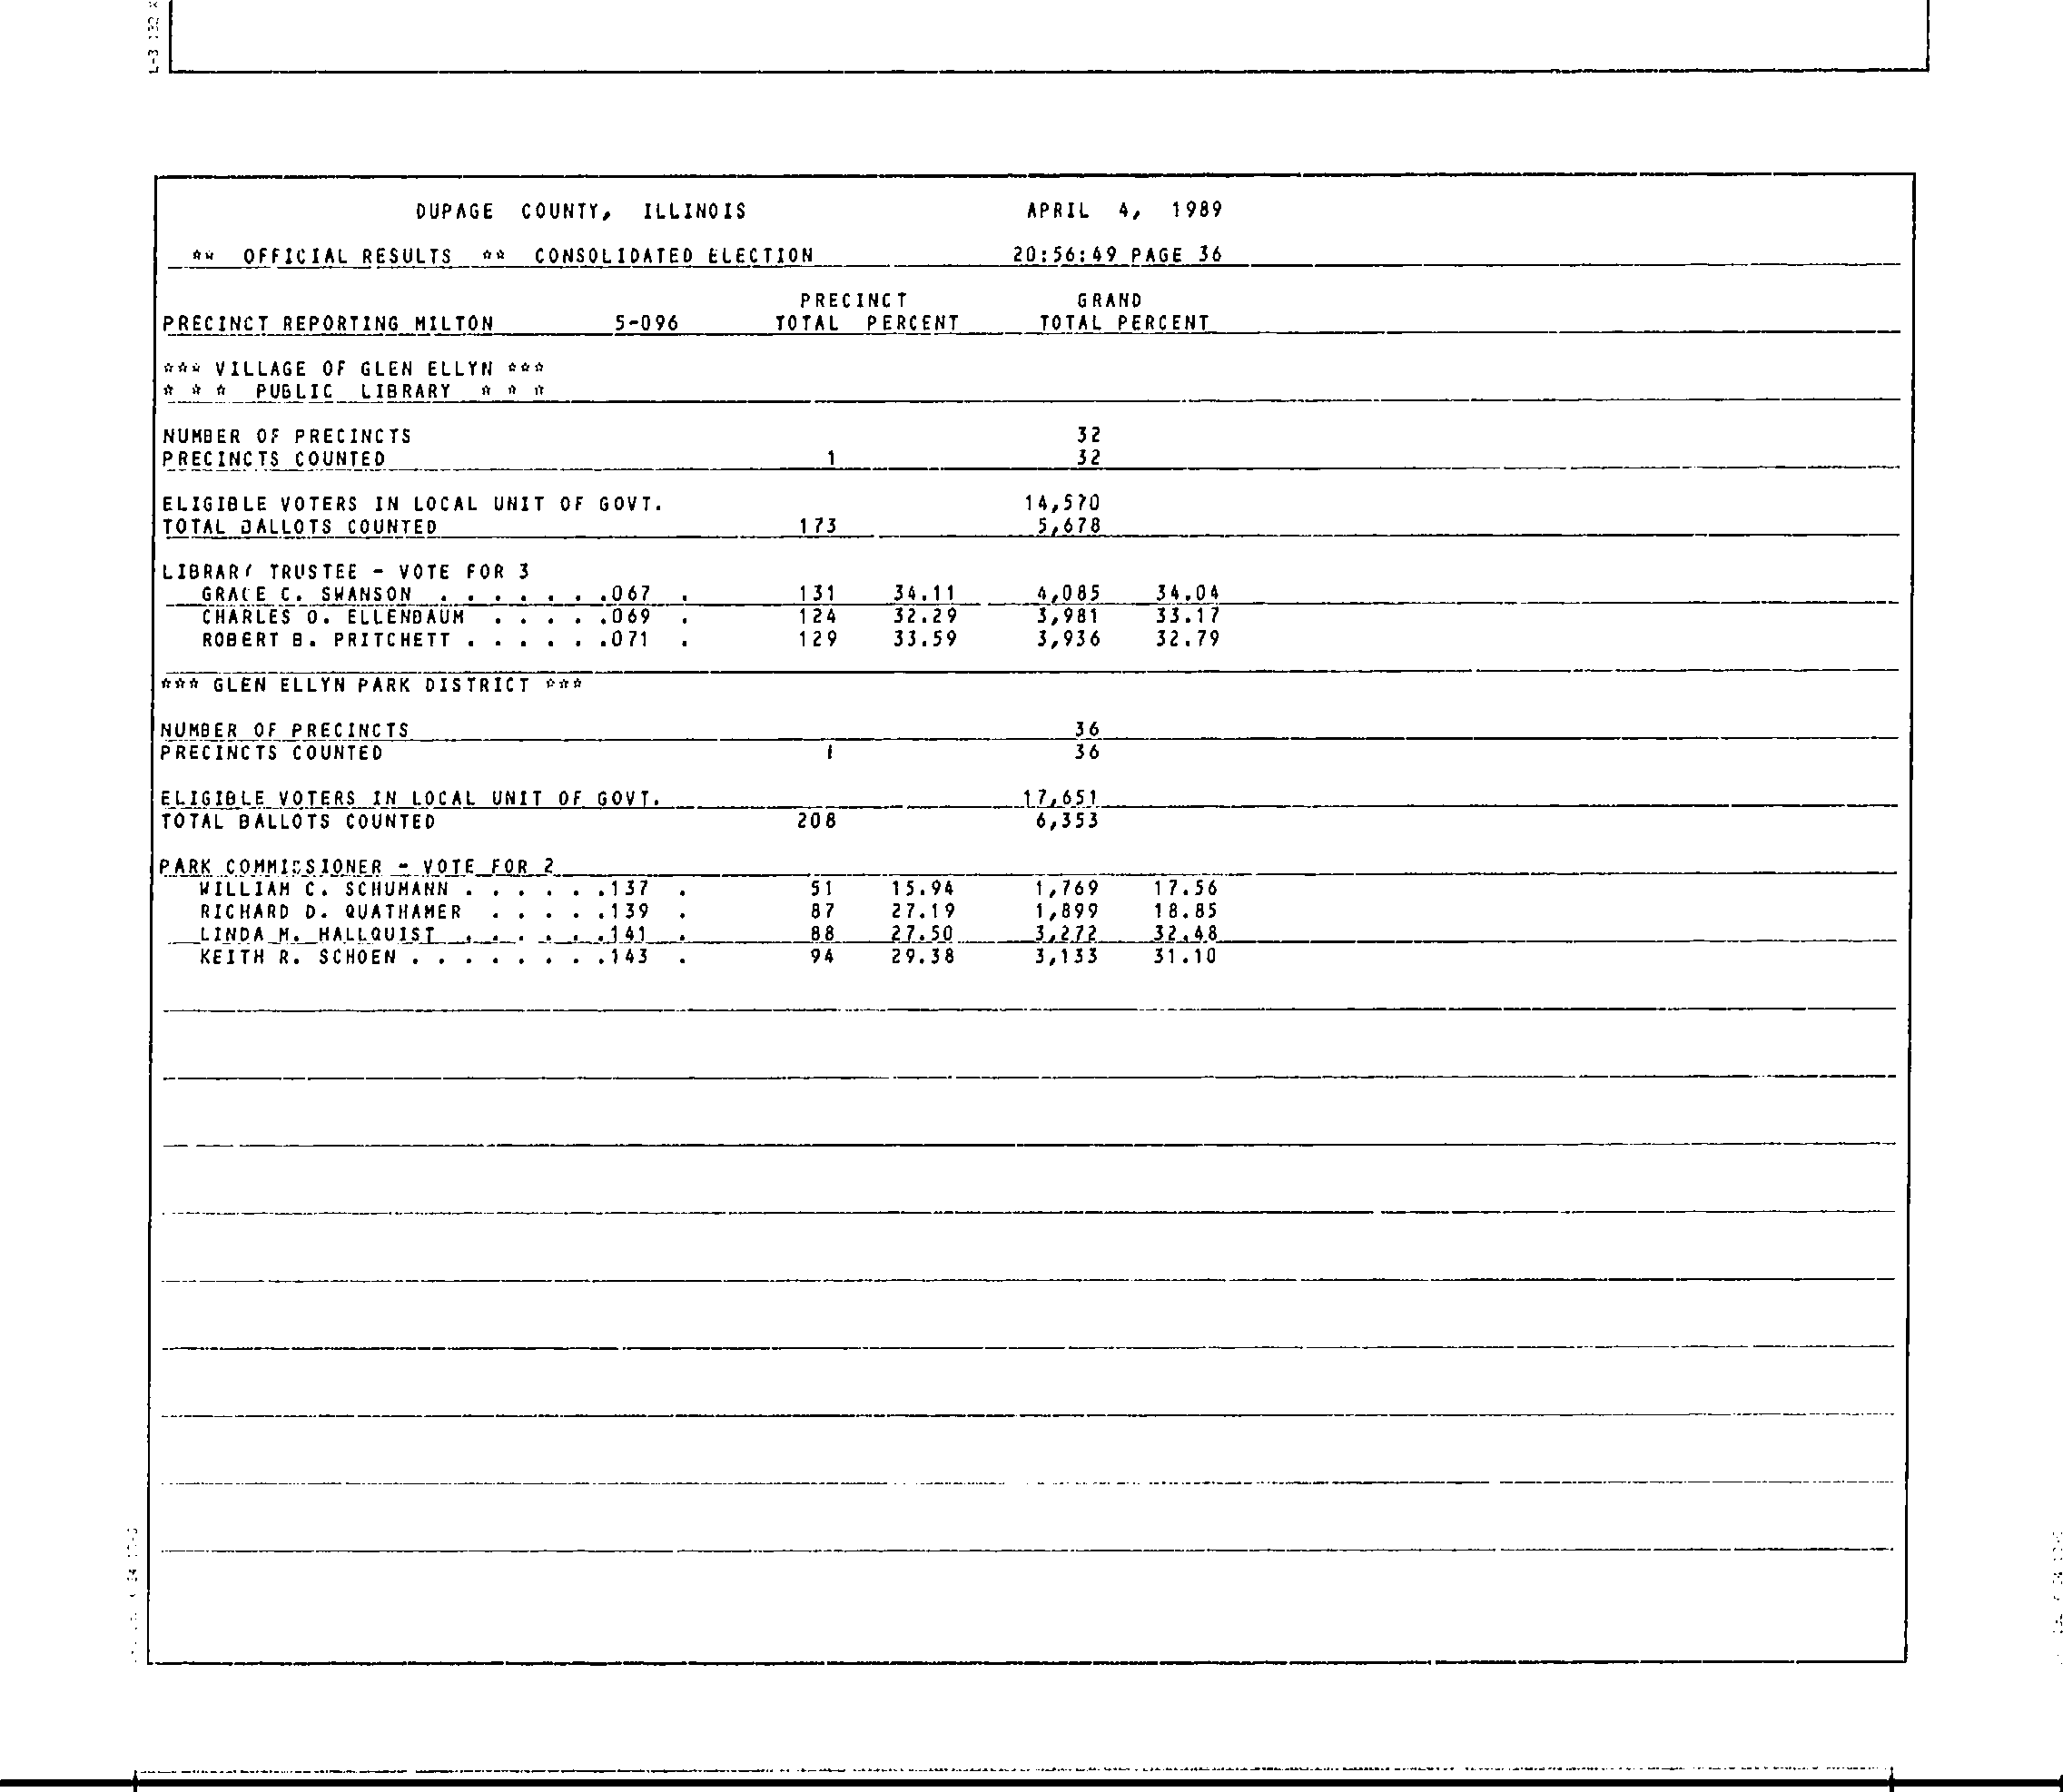 DUPAGE COUNTY, ILLINOIS APRIL 4, 1989
** OFFICIAL RESULTS ** CONSOLIDATED ELECTION 20:56:49 PAGE 36
PRECINCT GRAND
PRECINCT REPORTING MILTON 5-096 TOTAL PERCENT TOTAL PERCENT
*** VILLAGE OF GLEN ELLYN ***
* * * PUBLIC LIBRARY * * *
NUMBER OF PRECINCTS 32
PRECINCTS COUNTED 1 32
ELIGIBLE VOTERS IN LOCAL UNIT OF GOVT. 14,570
TOTAL BALLOTS COUNTED 173 5,678
LIBRARY TRUSTEE - VOTE FOR 3
GRACE C. SWANSON . . . . . . .067 . 131 34.11 4,085 34.04
CHARLES O. ELLENBAUM . . . . .069 . 124 32.29 3,981 33.17
ROBERT B. PRITCHETT . . . . . .071 . 129 33.59 3,936 32.79
*** GLEN ELLYN PARK DISTRICT ***
NUMBER OF PRECINCTS 36
PRECINCTS COUNTED 1 36
ELIGIBLE VOTERS IN LOCAL UNIT OF GOVT. 17,651
TOTAL BALLOTS COUNTED 208 6,353
PARK COMMISSIONER - VOTE FOR 2
WILLIAM C. SCHUMANN . . . . . .137 . 51 15.94 1,769 17.56
RICHARD D. QUATHAMER . . . . .139 . 87 27.19 1,899 18.85
LINDA M. HALLQUIST . . . . . .141 . 88 27.50 3,272 32.48
KEITH R. SCHOEN . . . . . . . .143 . 94 29.38 3,133 31.10